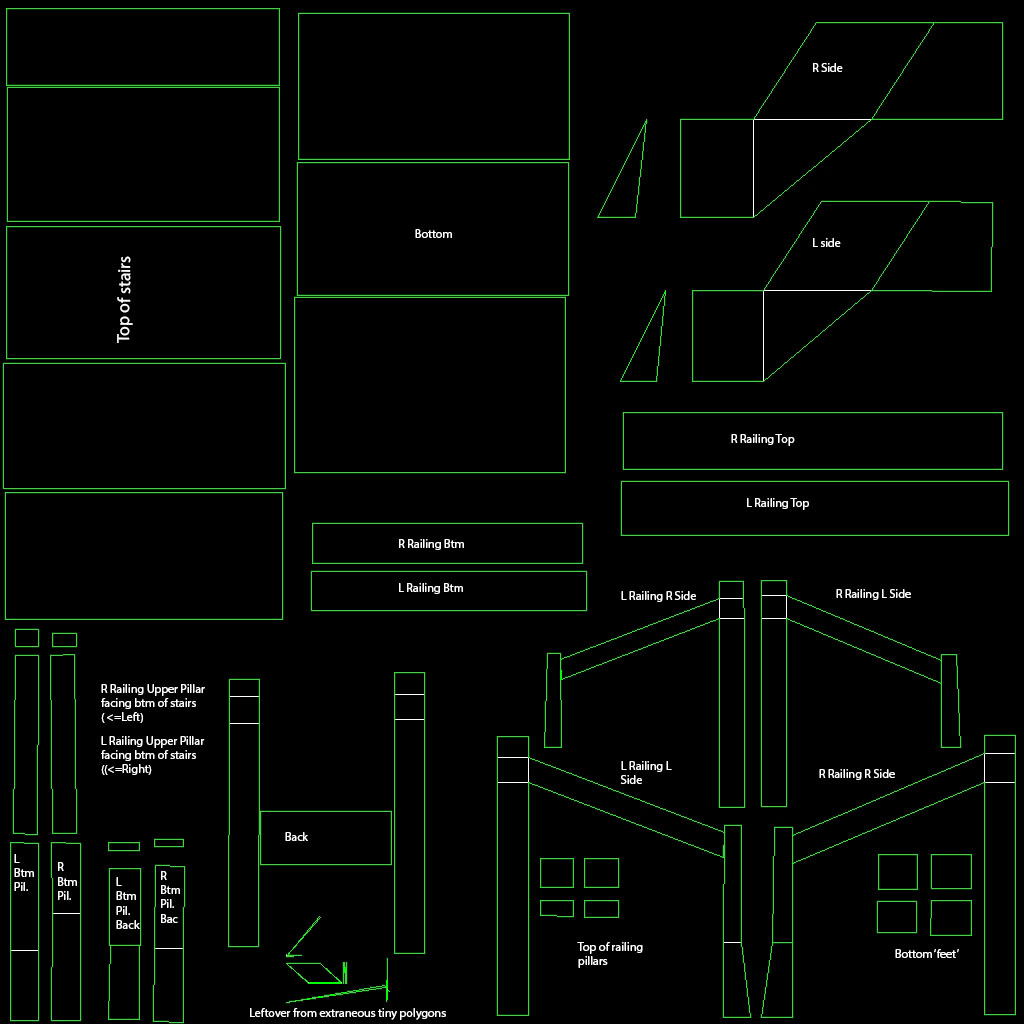 R Side
Bottom
L side
Top of stairs
R Railing Top
L Railing Top
R Railing Btm
L Railing Btm
L Railing R Side
R Railing L Side
R Railing Upper Pillar
facing btm of stairs
( <=Left)
L Railing Upper Pillar
facing btm of stairs
((<=Right)
L Railing L
Side
R Railing R Side
Back
L
Btm
Pil.
R
Btm
Pil.
L
Btm
Pil.
Back
R
Btm
Pil.
Bac
Top of railing
pillars
Bottom ‘feet’
Leftover from extraneous tiny polygons